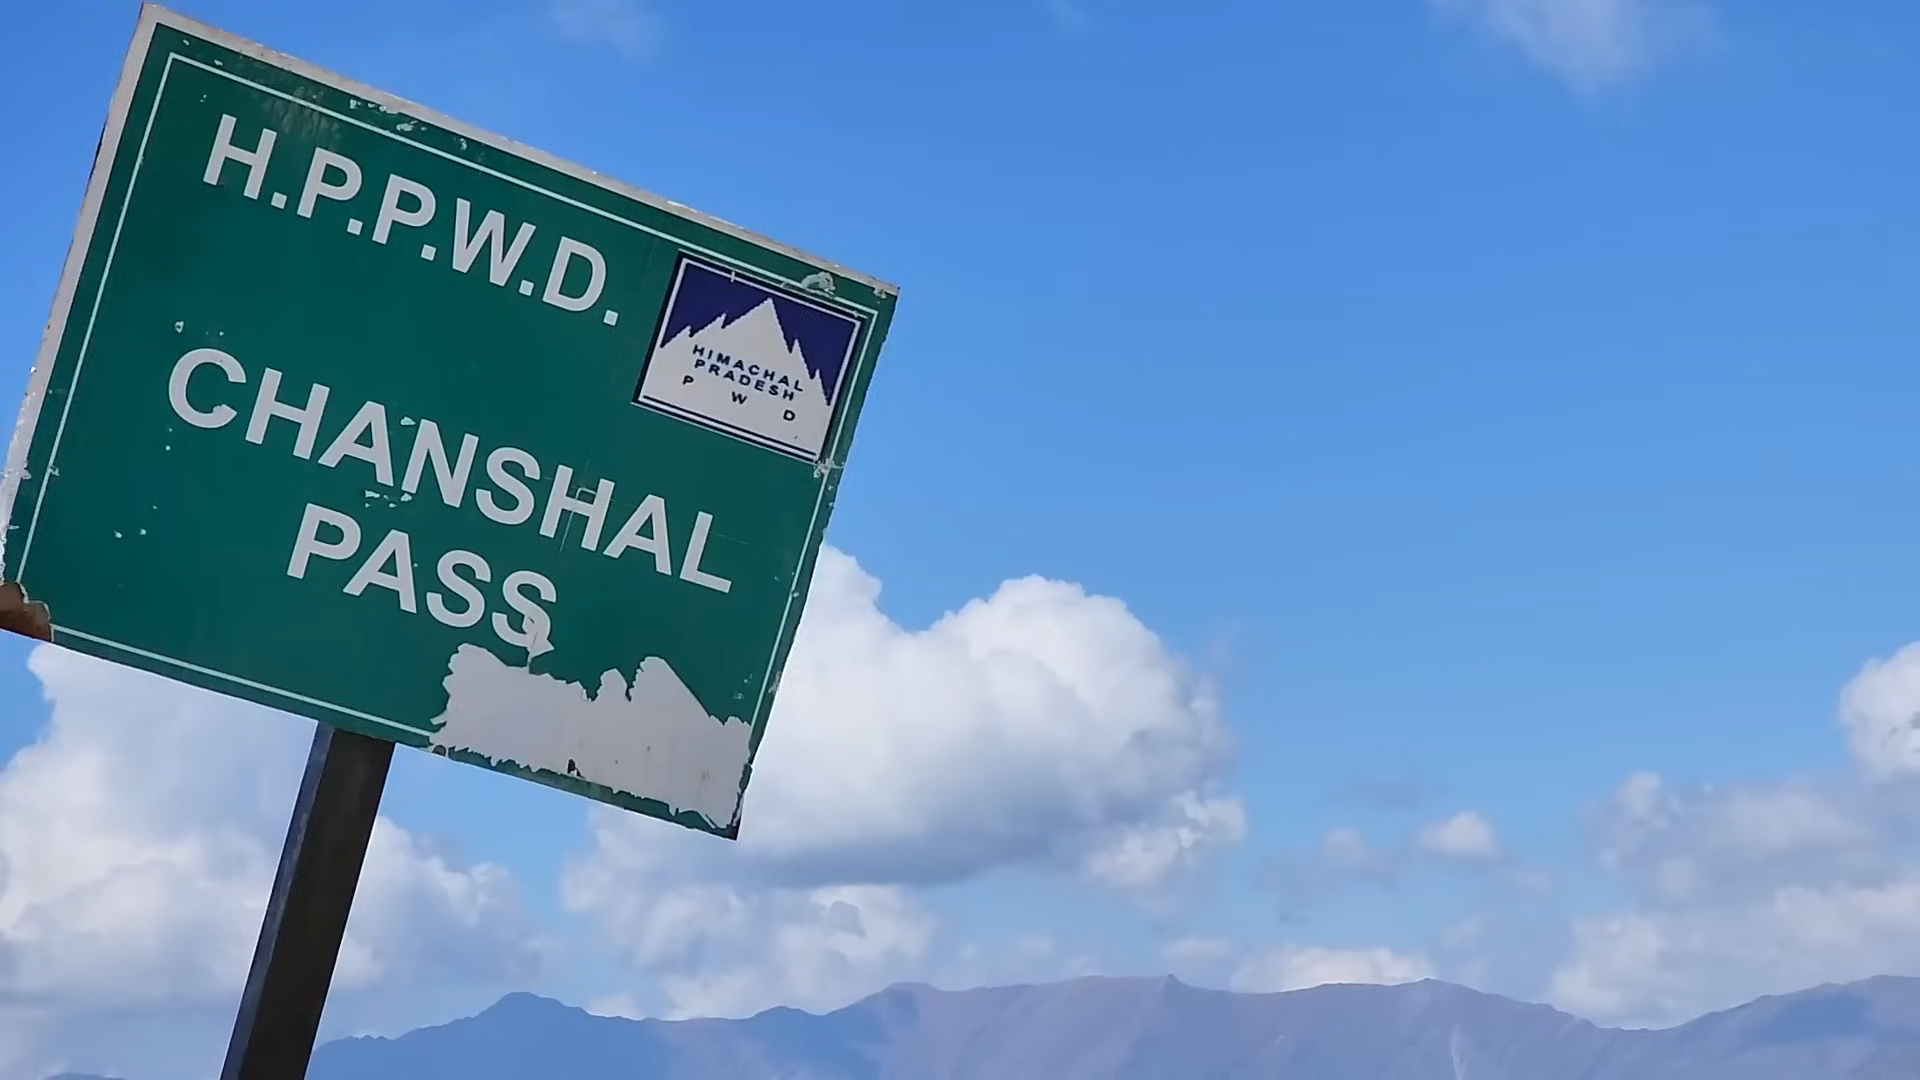 H.P.P.W.D.
HIMACHAL
PRADESH
P W D
CHANSHAL
PASS